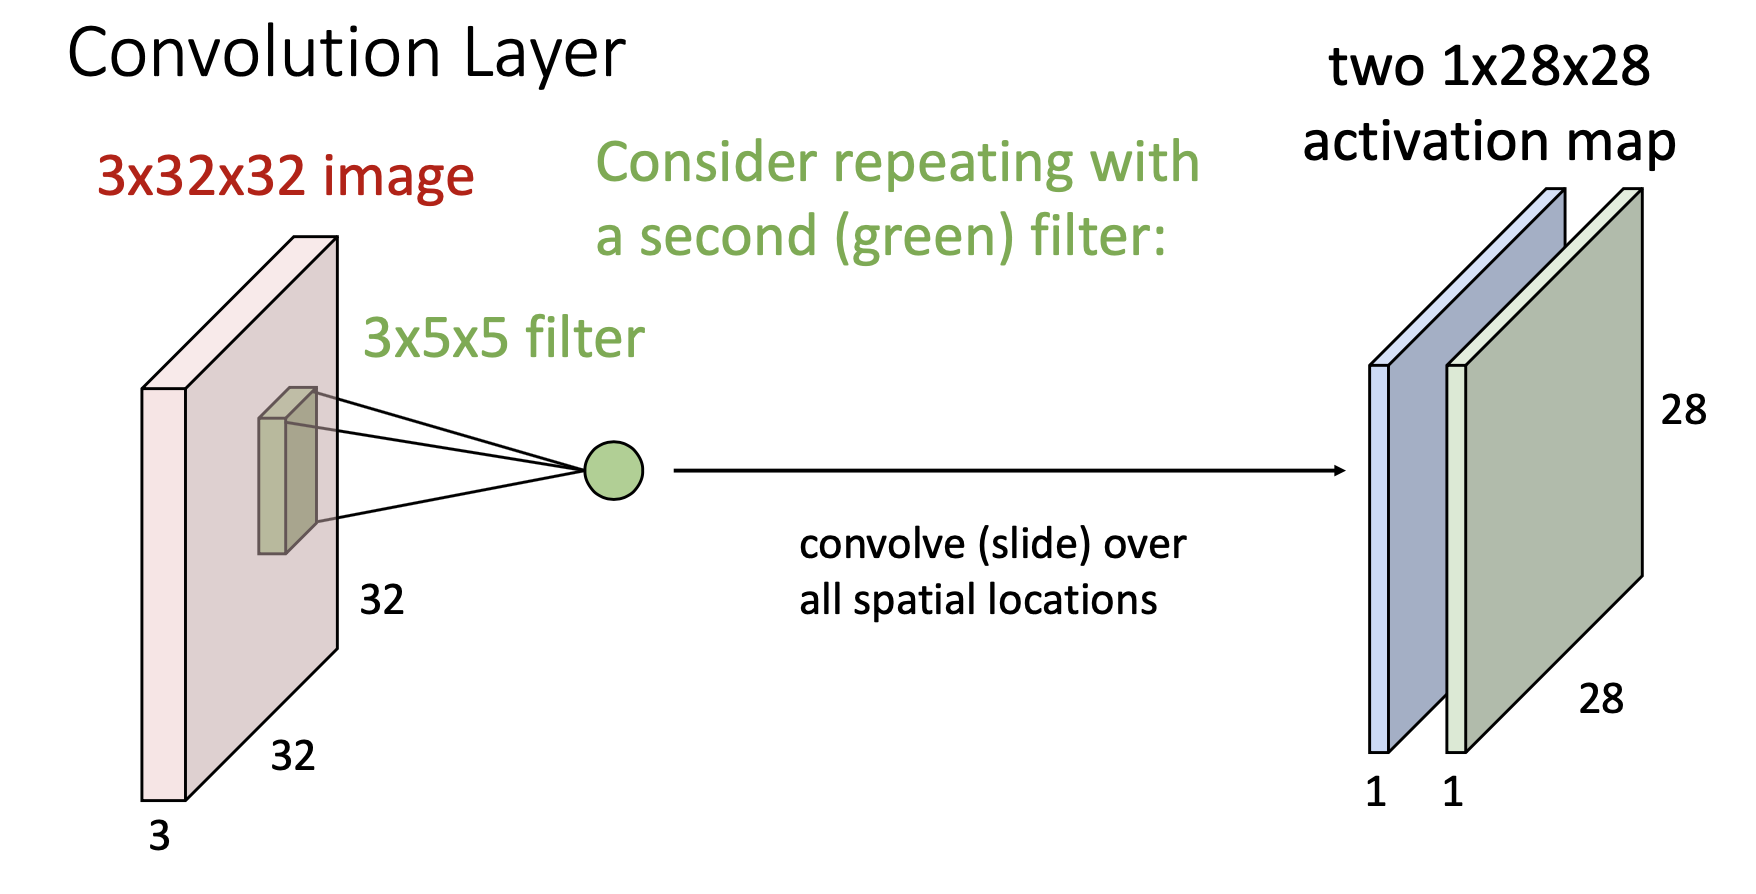 Convolution Layer
3x32x32 image
Consider repeating with
a second (green) filter:
two 1x28x28
activation map
3x5x5 filter
32
32
3
convolve (slide) over
all spatial locations
28
28
1
1